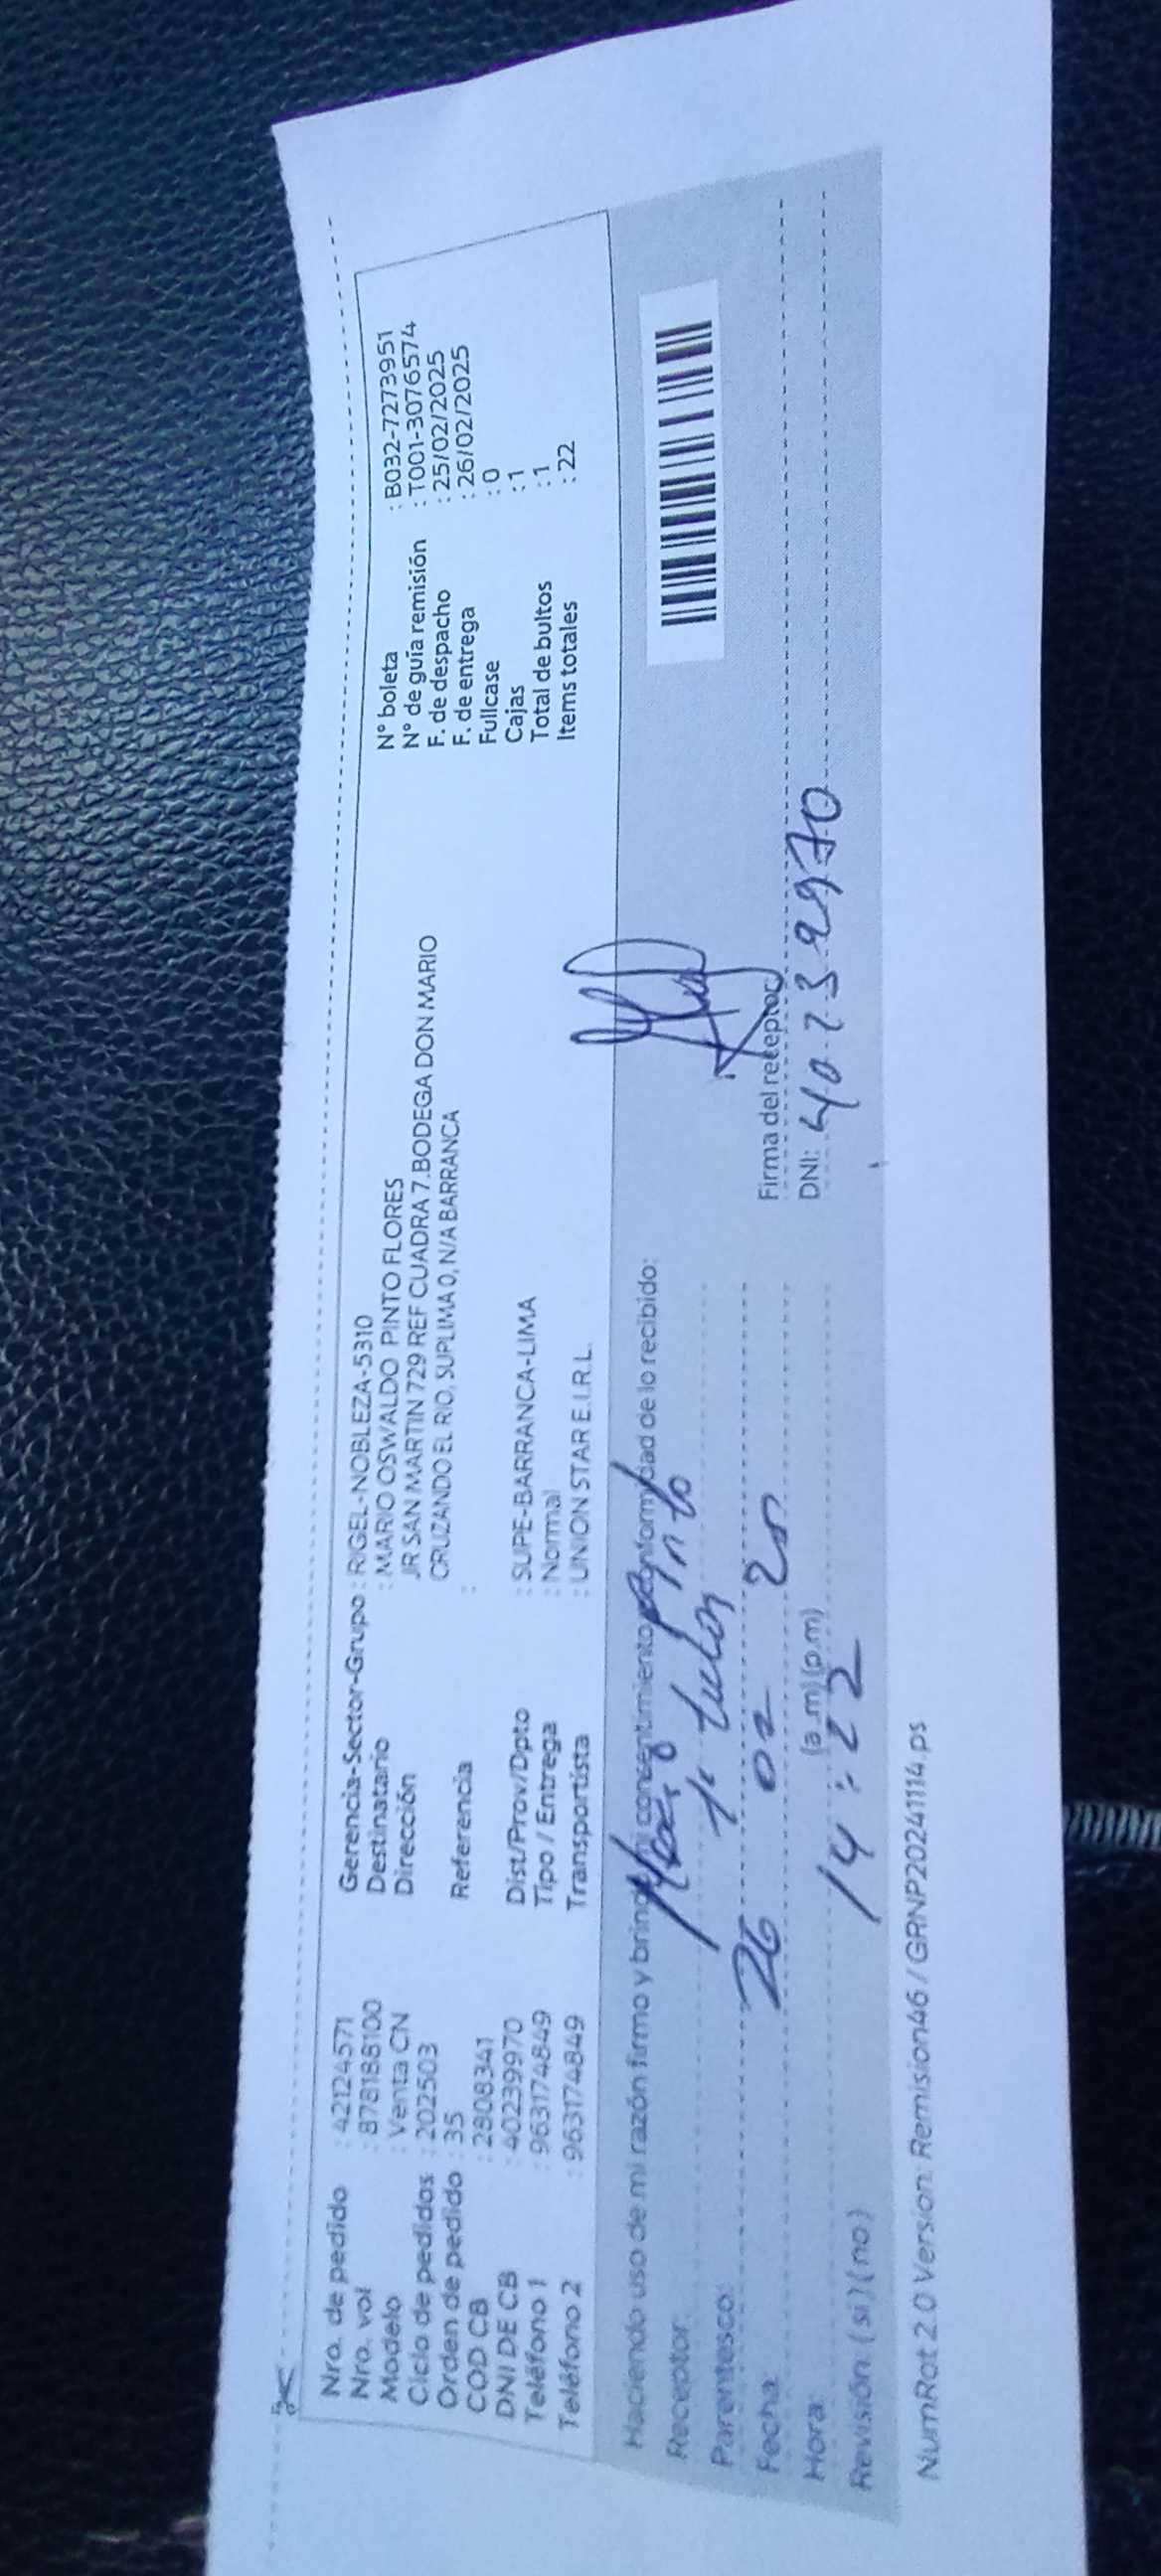 Nro. de pedido : 42124571
Nro. vol : 878188100
Modelo : Venta CN
Ciclo de pedidos : 202503
Orden de pedido : 35
COD CB : 2808341
DNI DE CB : 40239970
Teléfono 1 : 963174849
Teléfono 2 : 963174849
Gerencia-Sector-Grupo : RIGEL-NOBLEZA-5310
Destinatario : MARIO OSWALDO PINTO FLORES
Dirección JR SAN MARTIN 729 REF CUADRA 7.BODEGA DON MARIO
CRUZANDO EL RIO, SUPLIMA 0, N/A BARRANCA
Referencia :
Dist/Prov/Dpto : SUPE-BARRANCA-LIMA
Tipo / Entrega : Normal
Transportista : UNION STAR E.I.R.L.
N° boleta : B032-7273951
N° de guía remisión : T001-3076574
F. de despacho : 25/02/2025
F. de entrega : 26/02/2025
Fullcase : 0
Cajas : 1
Total de bultos : 1
Items totales : 22
Haciendo uso de mi razón firmo y brindo mi concentimiento conformidad de lo recibido:
Receptor: Mario Pinto
Parentesco: titular
Fecha: 26 02 25
Hora: 14:22 (a.m) (p.m)
Revisión: (si) (no)
Firma del receptor
DNI: 40239970
NumRot 2.0 Version: Remision46 / GRNP20241114.ps